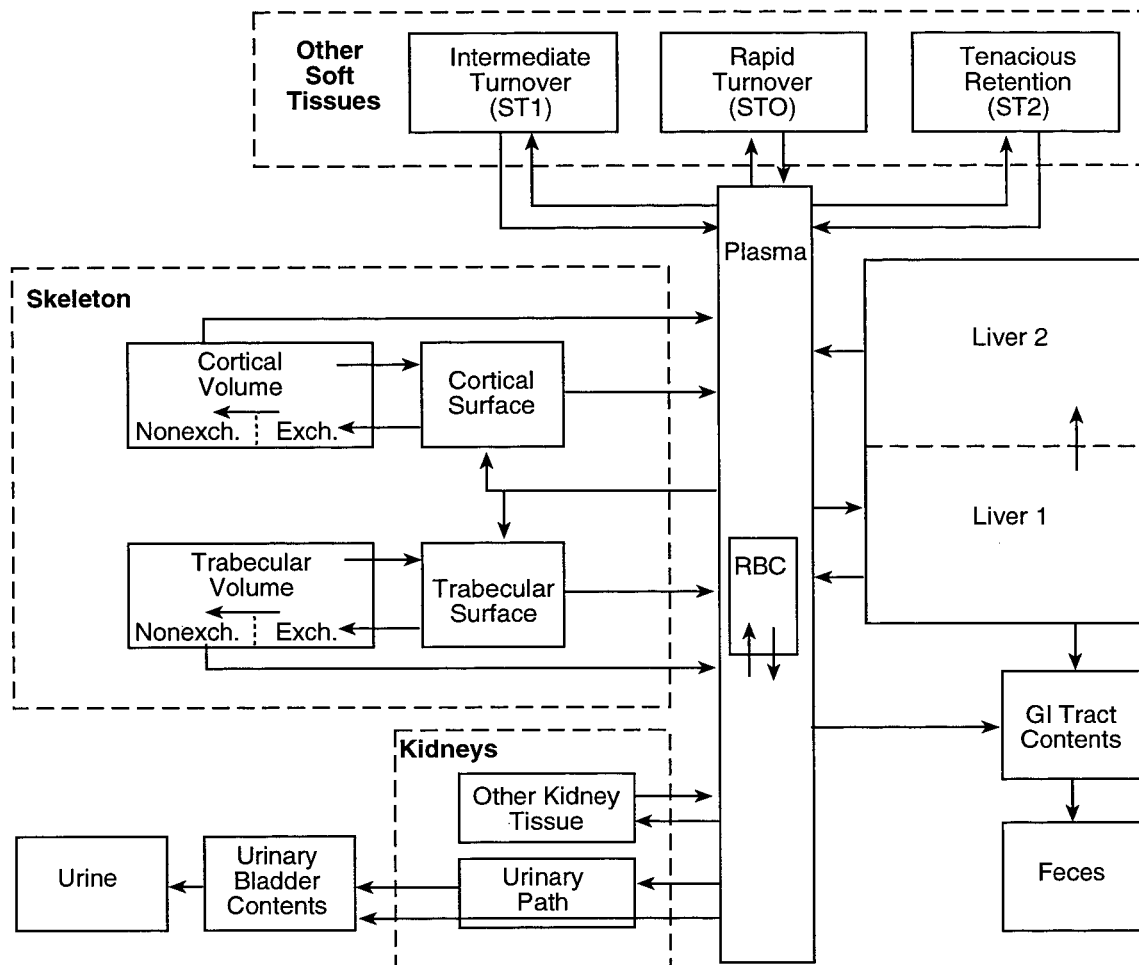 Other
Soft
Tissues
Intermediate
Turnover
(ST1)
Rapid
Turnover
(STO)
Tenacious
Retention
(ST2)
Plasma
Skeleton
Cortical
Volume
Nonexch.
Exch.
Cortical
Surface
Liver 2
Liver 1
Trabecular
Volume
Nonexch.
Exch.
Trabecular
Surface
RBC
GI Tract
Contents
Kidneys
Other Kidney
Tissue
Urine
Urinary
Bladder
Contents
Urinary
Path
Feces